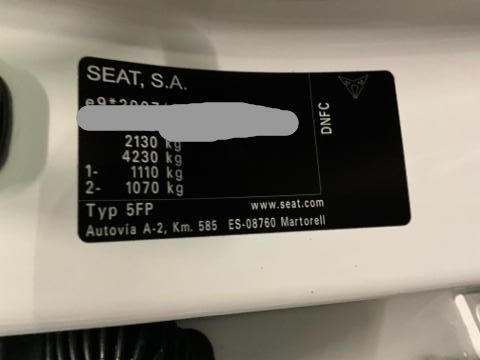 SEAT, S.A.
2130 kg
4230 kg
1- 1110 kg
2- 1070 kg
DNFC
Typ 5FP
www.seat.com
Autovía A-2, Km. 585 ES-08760 Martorell